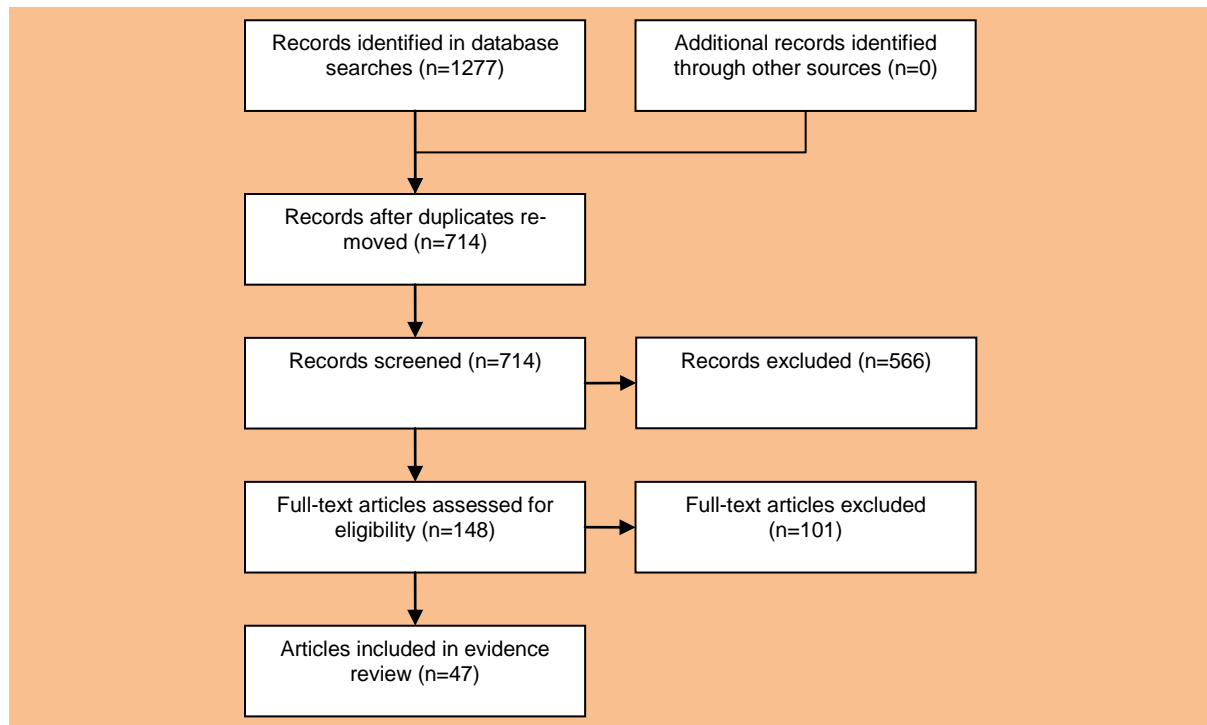 Records identified in database
searches (n=1277)
Additional records identified
through other sources (n=0)
Records after duplicates re-
moved (n=714)
Records screened (n=714)
Records excluded (n=566)
Full-text articles assessed for
eligibility (n=148)
Full-text articles excluded
(n=101)
Articles included in evidence
review (n=47)